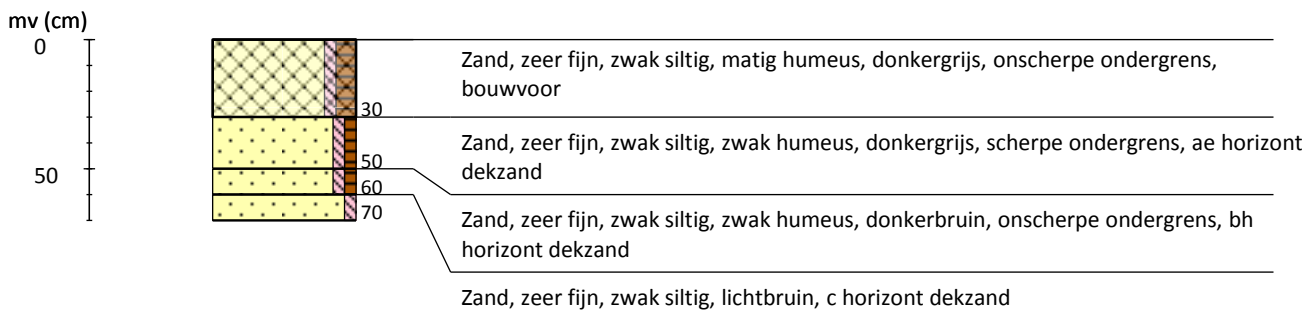 mv (cm)
0
Zand, zeer fijn, zwak siltig, matig humeus, donkergrijs, onscherpe ondergrens,
bouwvoor
30
Zand, zeer fijn, zwak siltig, zwak humeus, donkergrijs, scherpe ondergrens, ae horizont
dekzand
50
50
60
70
Zand, zeer fijn, zwak siltig, zwak humeus, donkerbruin, onscherpe ondergrens, bh
horizont dekzand
Zand, zeer fijn, zwak siltig, lichtbruin, c horizont dekzand